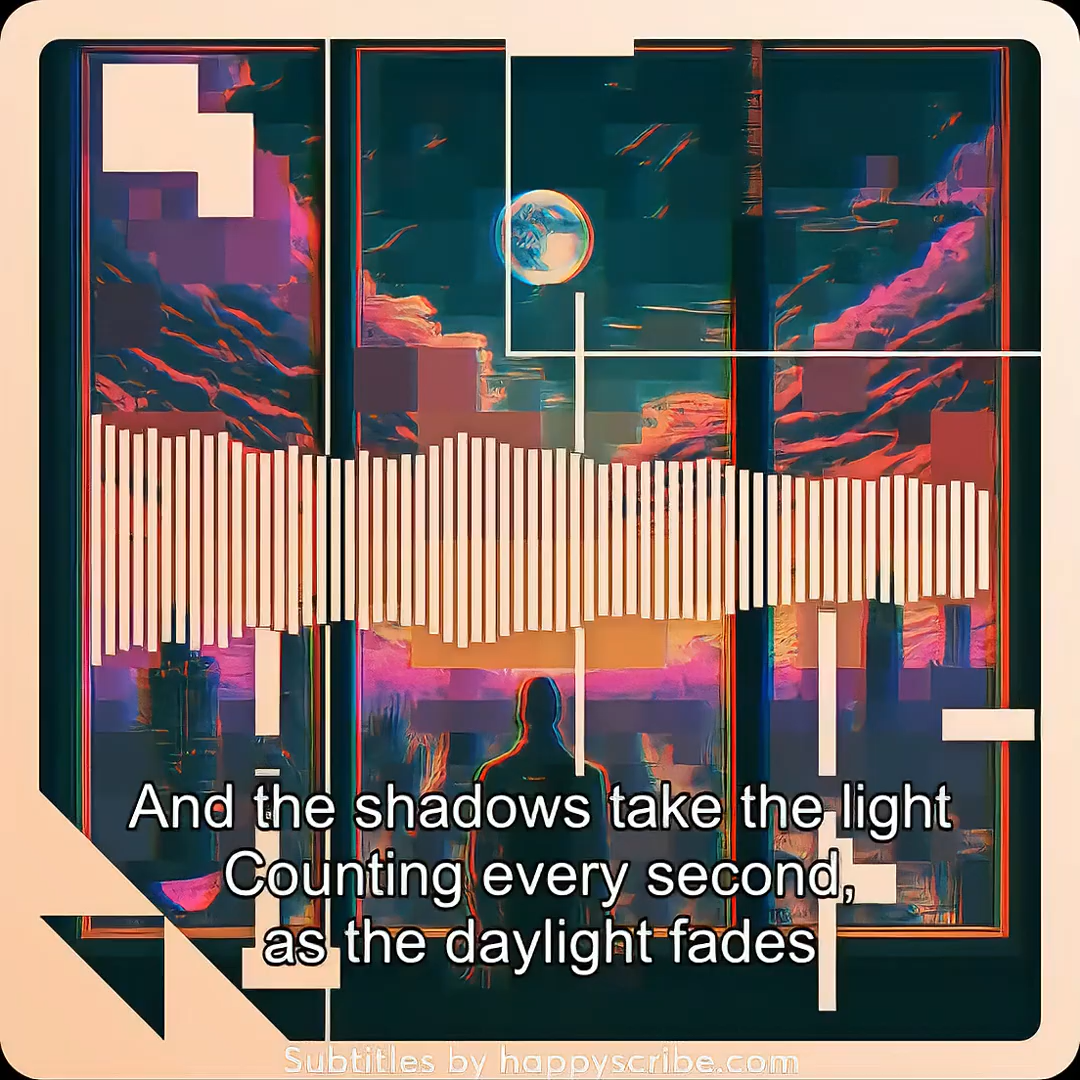 And the shadows take the light
Counting every second,
as the daylight fades
Subtitles by happyscribe.com